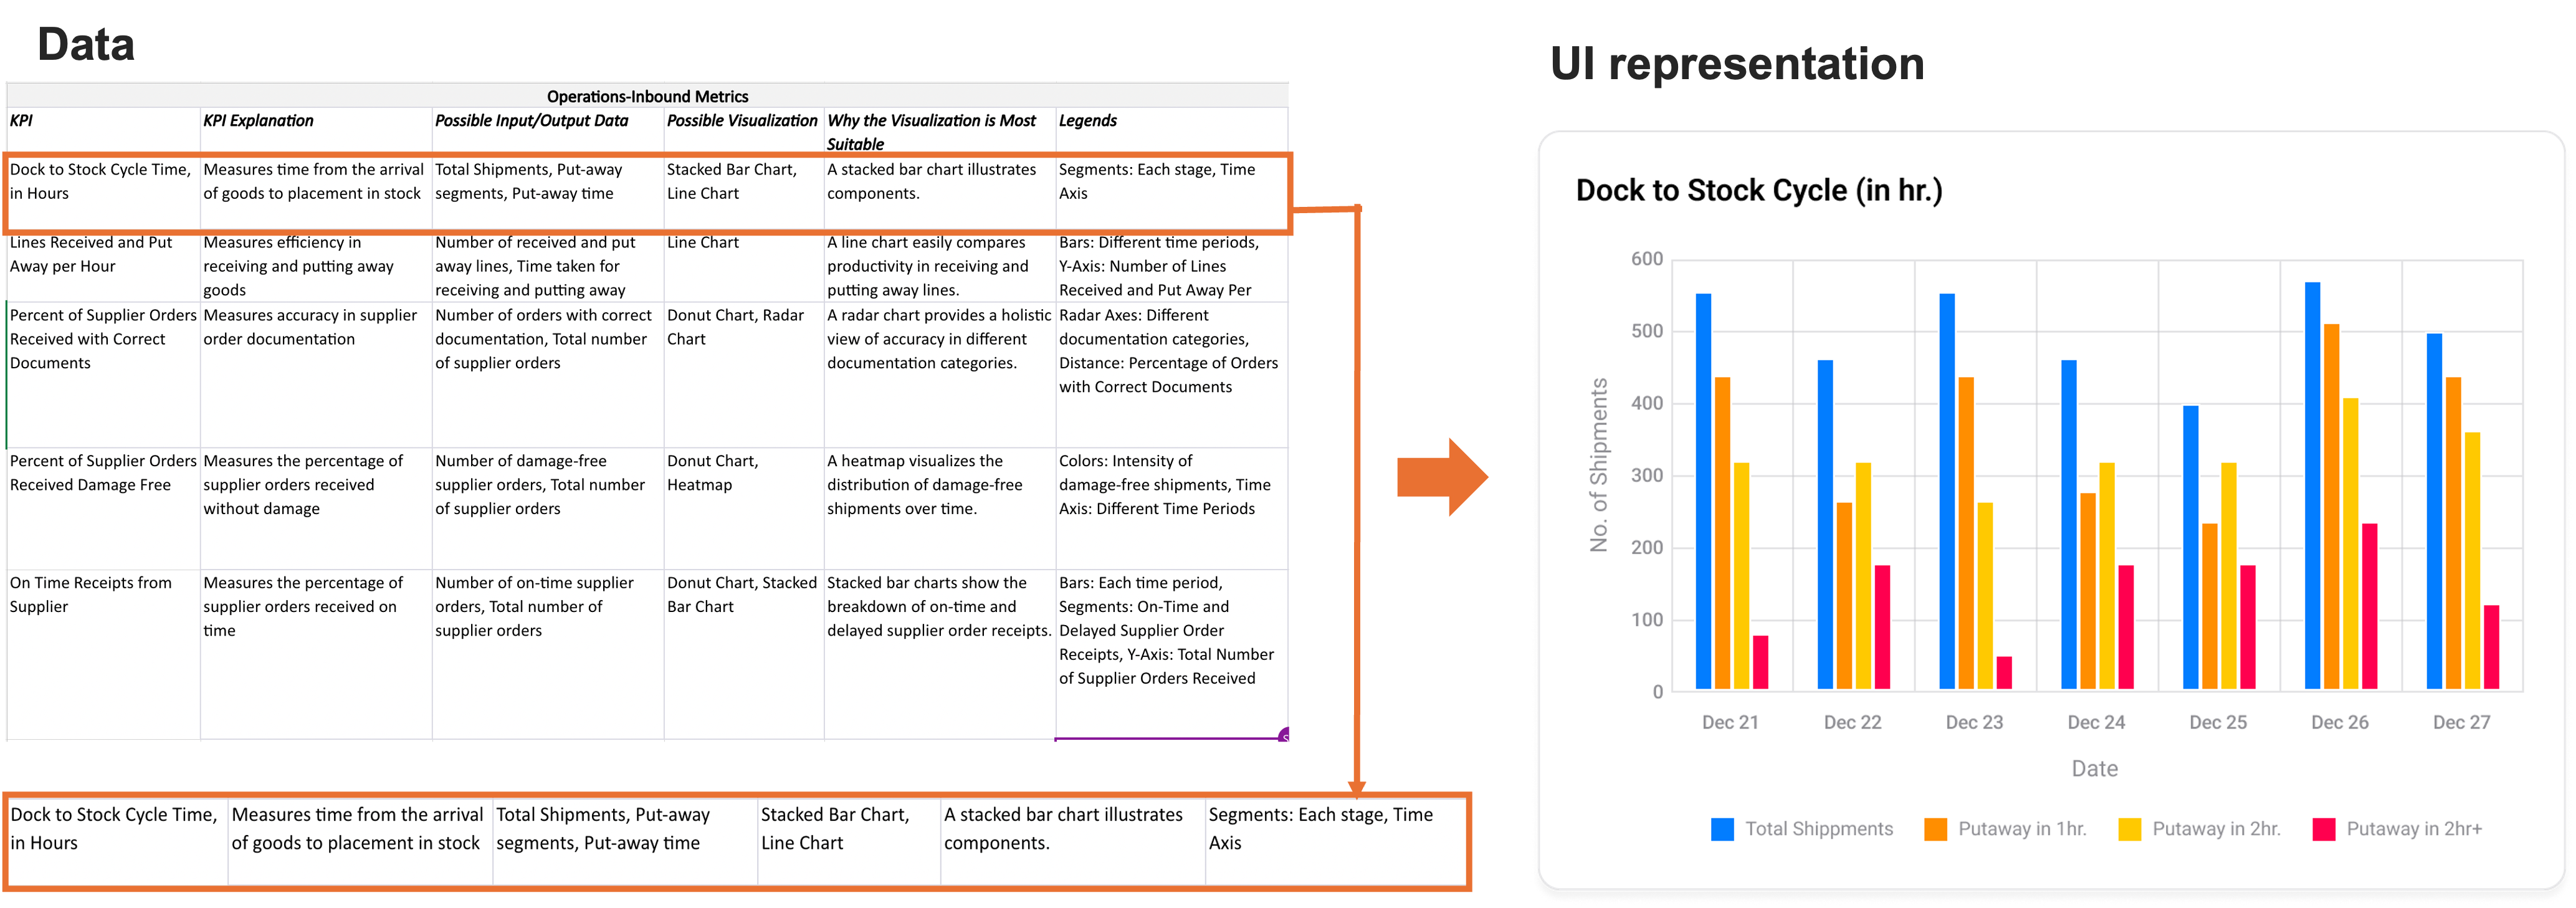 Data
Operations-Inbound Metrics
KPI
KPI Explanation
Possible Input/Output Data
Possible Visualization
Why the Visualization is Most
Suitable
Legends
Dock to Stock Cycle Time,
in Hours
Measures time from the arrival
of goods to placement in stock
Total Shipments, Put-away
segments, Put-away time
Stacked Bar Chart,
Line Chart
A stacked bar chart illustrates
components.
Segments: Each stage, Time
Axis
Lines Received and Put
Away per Hour
Measures efficiency in
receiving and putting away
goods
Number of received and put
away lines, Time taken for
receiving and putting away
Line Chart
A line chart easily compares
productivity in receiving and
putting away lines.
Bars: Different time periods,
Y-Axis: Number of Lines
Received and Put Away Per
Percent of Supplier Orders
Received with Correct
Documents
Measures accuracy in supplier
order documentation
Number of orders with correct
documentation, Total number
of supplier orders
Donut Chart, Radar
Chart
A radar chart provides a holistic
view of accuracy in different
documentation categories.
Radar Axes: Different
documentation categories,
Distance: Percentage of Orders
with Correct Documents
Percent of Supplier Orders
Received Damage Free
Measures the percentage of
supplier orders received
without damage
Number of damage-free
supplier orders, Total number
of supplier orders
Donut Chart,
Heatmap
A heatmap visualizes the
distribution of damage-free
shipments over time.
Colors: Intensity of
damage-free shipments, Time
Axis: Different Time Periods
On Time Receipts from
Supplier
Measures the percentage of
supplier orders received on
time
Number of on-time supplier
orders, Total number of
supplier orders
Donut Chart, Stacked
Bar Chart
Stacked bar charts show the
breakdown of on-time and
delayed supplier order receipts.
Bars: Each time period,
Segments: On-Time and
Delayed Supplier Order
Receipts, Y-Axis: Total Number
of Supplier Orders Received
Dock to Stock Cycle Time,
in Hours
Measures time from the arrival
of goods to placement in stock
Total Shipments, Put-away
segments, Put-away time
Stacked Bar Chart,
Line Chart
A stacked bar chart illustrates
components.
Segments: Each stage, Time
Axis
UI representation
Dock to Stock Cycle (in hr.)
No. of Shipments
600
500
400
300
200
100
0
Dec 21
Dec 22
Dec 23
Dec 24
Dec 25
Dec 26
Dec 27
Date
Total Shippments
Putaway in 1hr.
Putaway in 2hr.
Putaway in 2hr+